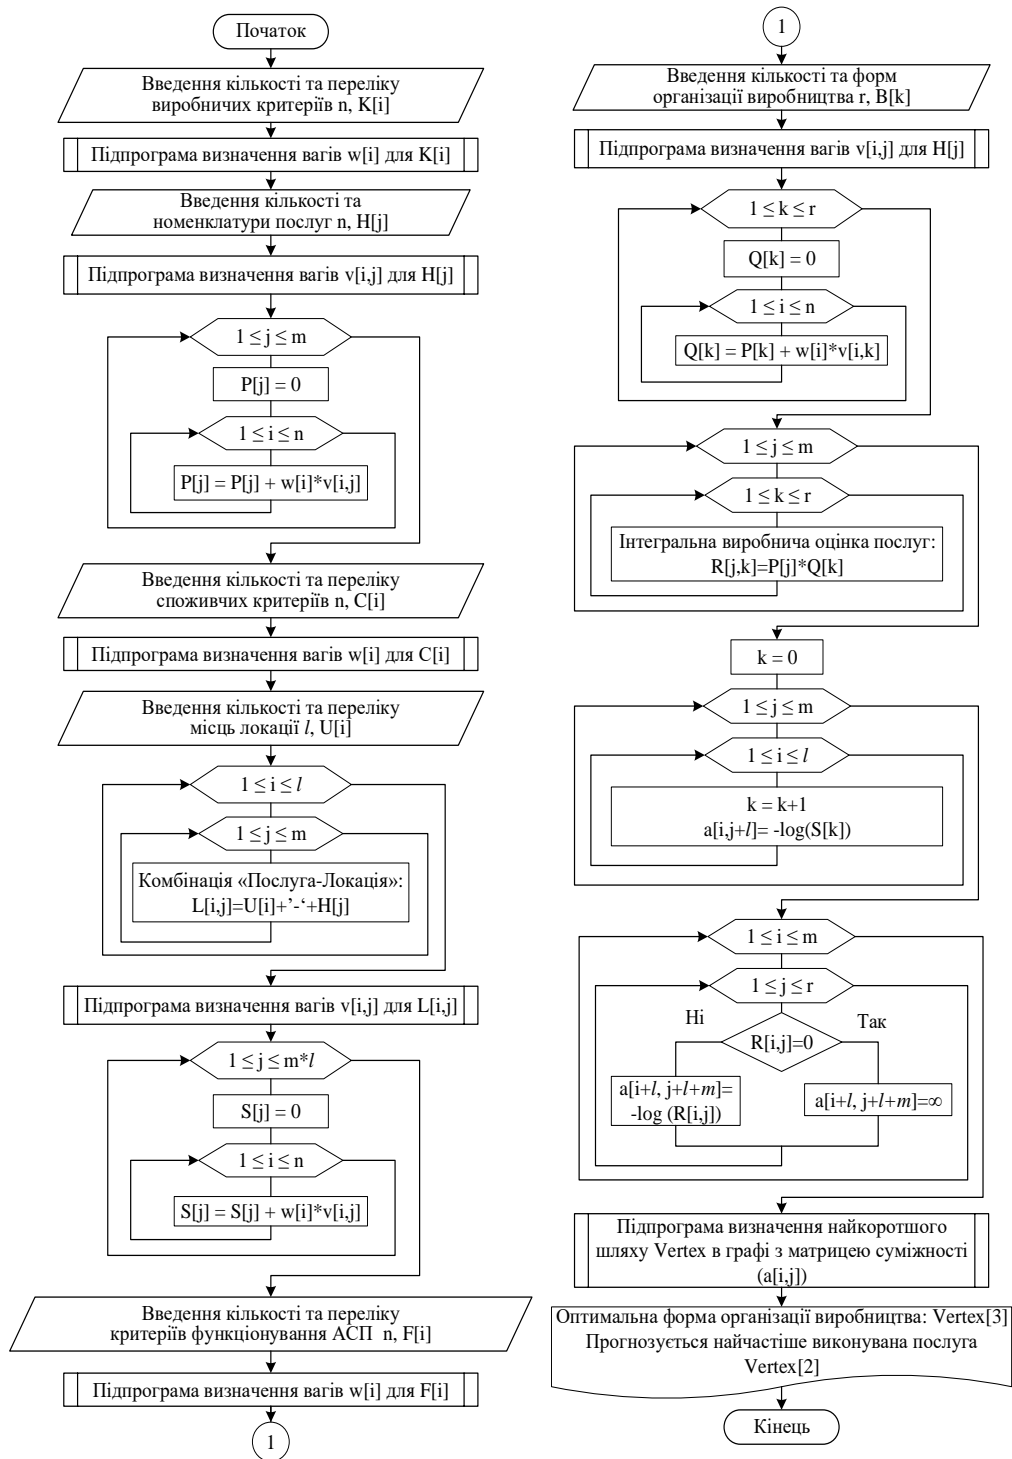 Початок
Введення кількості та переліку
виробничих критеріїв n, K[i]
Підпрограма визначення вагів w[i] для K[i]
Введення кількості та
номенклатури послуг n, H[j]
Підпрограма визначення вагів v[i,j] для H[j]
1 ≤ j ≤ m
P[j] = 0
1 ≤ i ≤ n
P[j] = P[j] + w[i]*v[i,j]
Введення кількості та переліку
споживчих критеріїв n, C[i]
Підпрограма визначення вагів w[i] для C[i]
Введення кількості та переліку
місць локації l, U[i]
1 ≤ i ≤ l
1 ≤ j ≤ m
Комбінація «Послуга-Локація»:
L[i,j]=U[i]+’-‘+H[j]
Підпрограма визначення вагів v[i,j] для L[i,j]
1 ≤ j ≤ m*l
S[j] = 0
1 ≤ i ≤ n
S[j] = S[j] + w[i]*v[i,j]
Введення кількості та переліку
критеріїв функціонування АСП n, F[i]
Підпрограма визначення вагів w[i] для F[i]
1
1
Введення кількості та форм
організації виробництва r, B[k]
Підпрограма визначення вагів v[i,j] для H[j]
1 ≤ k ≤ r
Q[k] = 0
1 ≤ i ≤ n
Q[k] = P[k] + w[i]*v[i,k]
1 ≤ j ≤ m
1 ≤ k ≤ r
Інтегральна виробнича оцінка послуг:
R[j,k]=P[j]*Q[k]
k = 0
1 ≤ j ≤ m
1 ≤ i ≤ l
k = k+1
a[i,j+l]= -log(S[k])
1 ≤ i ≤ m
1 ≤ j ≤ r
Ні
Так
R[i,j]=0
a[i+l, j+l+m]=
-log (R[i,j])
a[i+l, j+l+m]=∞
Підпрограма визначення найкоротшого
шляху Vertex в графі з матрицею суміжності
(a[i,j])
Оптимальна форма організації виробництва: Vertex[3]
Прогнозується найчастіше виконувана послуга
Vertex[2]
Кінець